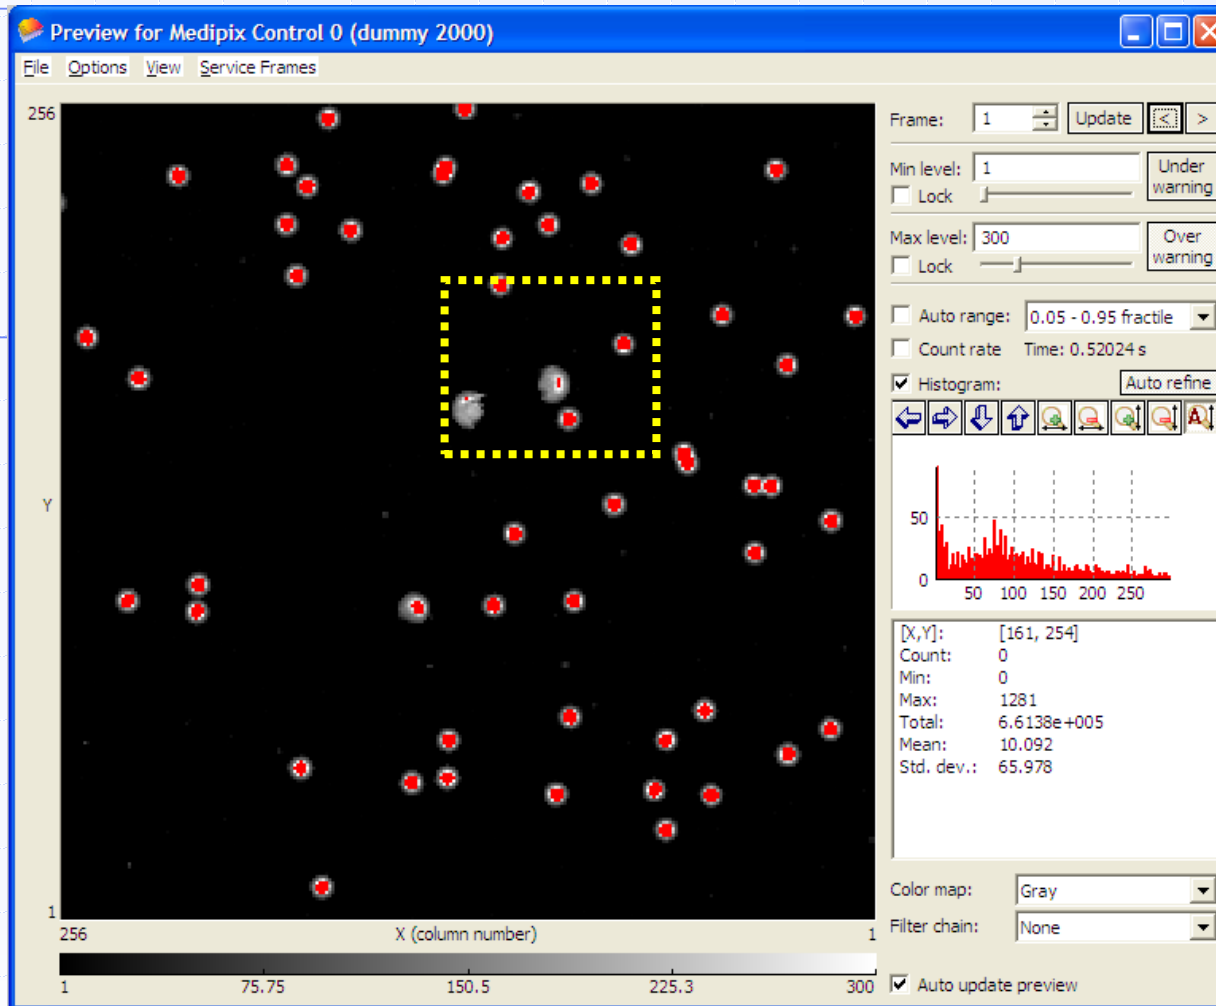 Preview for Medipix Control 0 (dummy 2000)
File Options View Service Frames
256
Y
1
256 X (column number) 1
1 75.75 150.5 225.3 300
Frame: 1 Update < >
Min level: 1 Under warning
Lock
Max level: 300 Over warning
Lock
Auto range: 0.05 - 0.95 fractile
Count rate Time: 0.52024 s
Histogram: Auto refine
A
50
0
50 100 150 200 250
[X,Y]: [161, 254]
Count: 0
Min: 0
Max: 1281
Total: 6.6138e+005
Mean: 10.092
Std. dev.: 65.978
Color map: Gray
Filter chain: None
Auto update preview